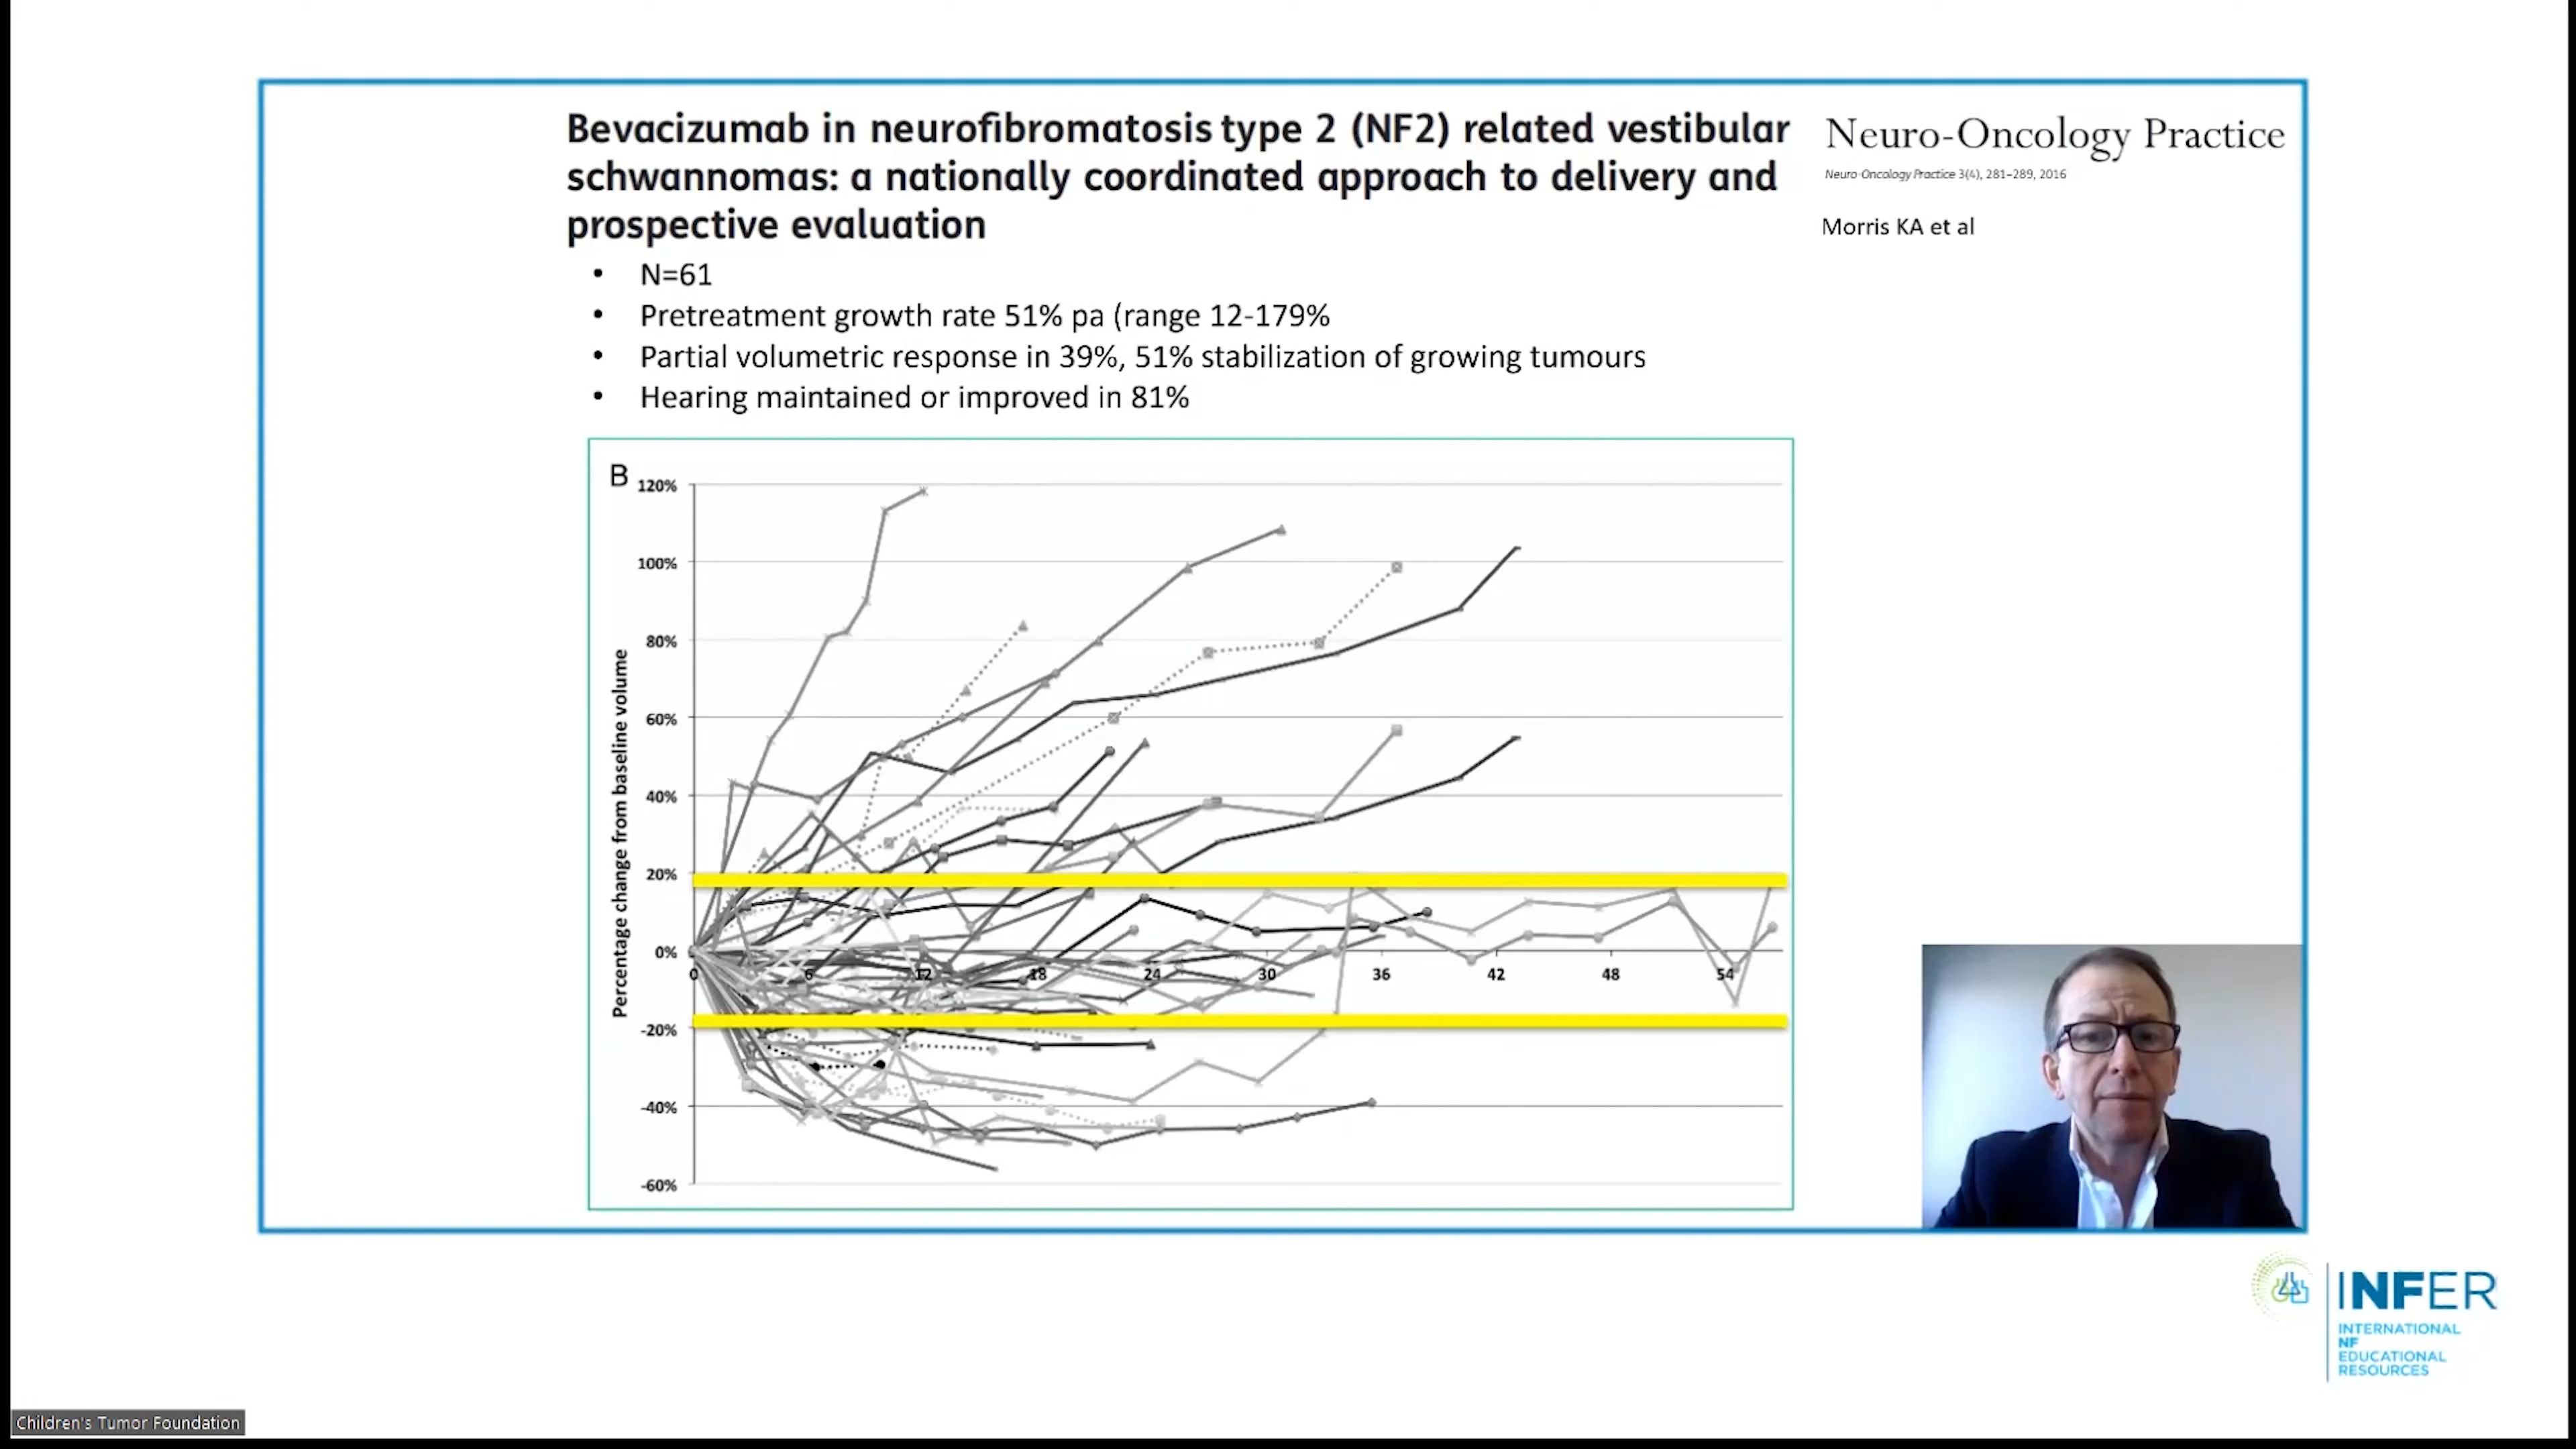 Bevacizumab in neurofibromatosis type 2 (NF2) related vestibular
schwannomas: a nationally coordinated approach to delivery and
prospective evaluation
Neuro-Oncology Practice
Neuro-Oncology Practice 3(4), 281–289, 2016
Morris KA et al
• N=61
• Pretreatment growth rate 51% pa (range 12-179%
• Partial volumetric response in 39%, 51% stabilization of growing tumours
• Hearing maintained or improved in 81%
B
120%
100%
80%
60%
40%
20%
0%
-20%
-40%
-60%
Percentage change from baseline volume
0 6 12 18 24 30 36 42 48 54
INFER
INTERNATIONAL
NF
EDUCATIONAL
RESOURCES
Children's Tumor Foundation